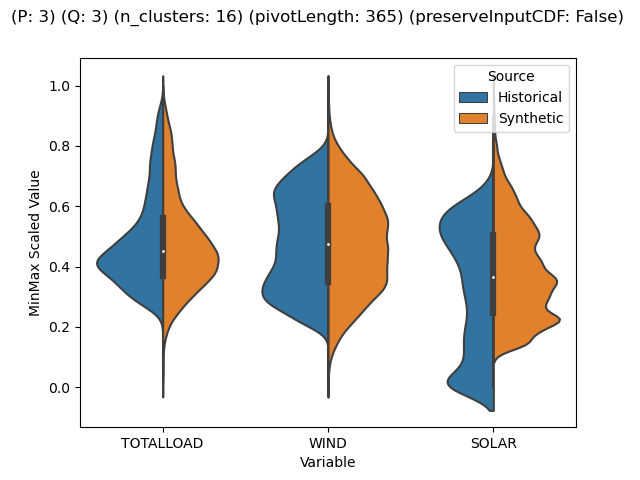 (P: 3) (Q: 3) (n_clusters: 16) (pivotLength: 365) (preserveInputCDF: False)
Source
Historical
Synthetic
MinMax Scaled Value
1.0
0.8
0.6
0.4
0.2
0.0
TOTALLOAD
WIND
SOLAR
Variable